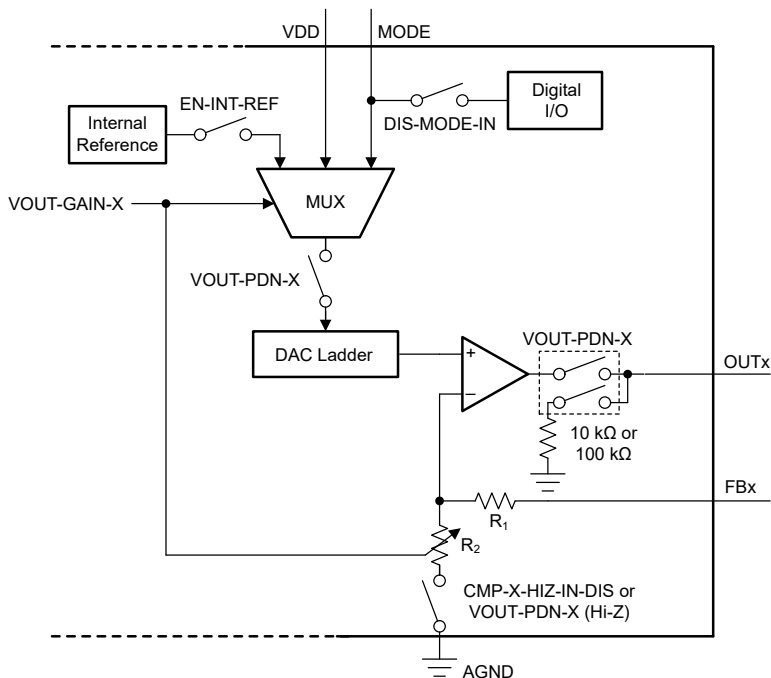 VDD
MODE
EN-INT-REF
Internal
Reference
Digital
I/O
DIS-MODE-IN
VOUT-GAIN-X
MUX
VOUT-PDN-X
DAC Ladder
+
–
VOUT-PDN-X
OUTx
10 kΩ or
100 kΩ
FBx
R1
R2
CMP-X-HIZ-IN-DIS or
VOUT-PDN-X (Hi-Z)
AGND